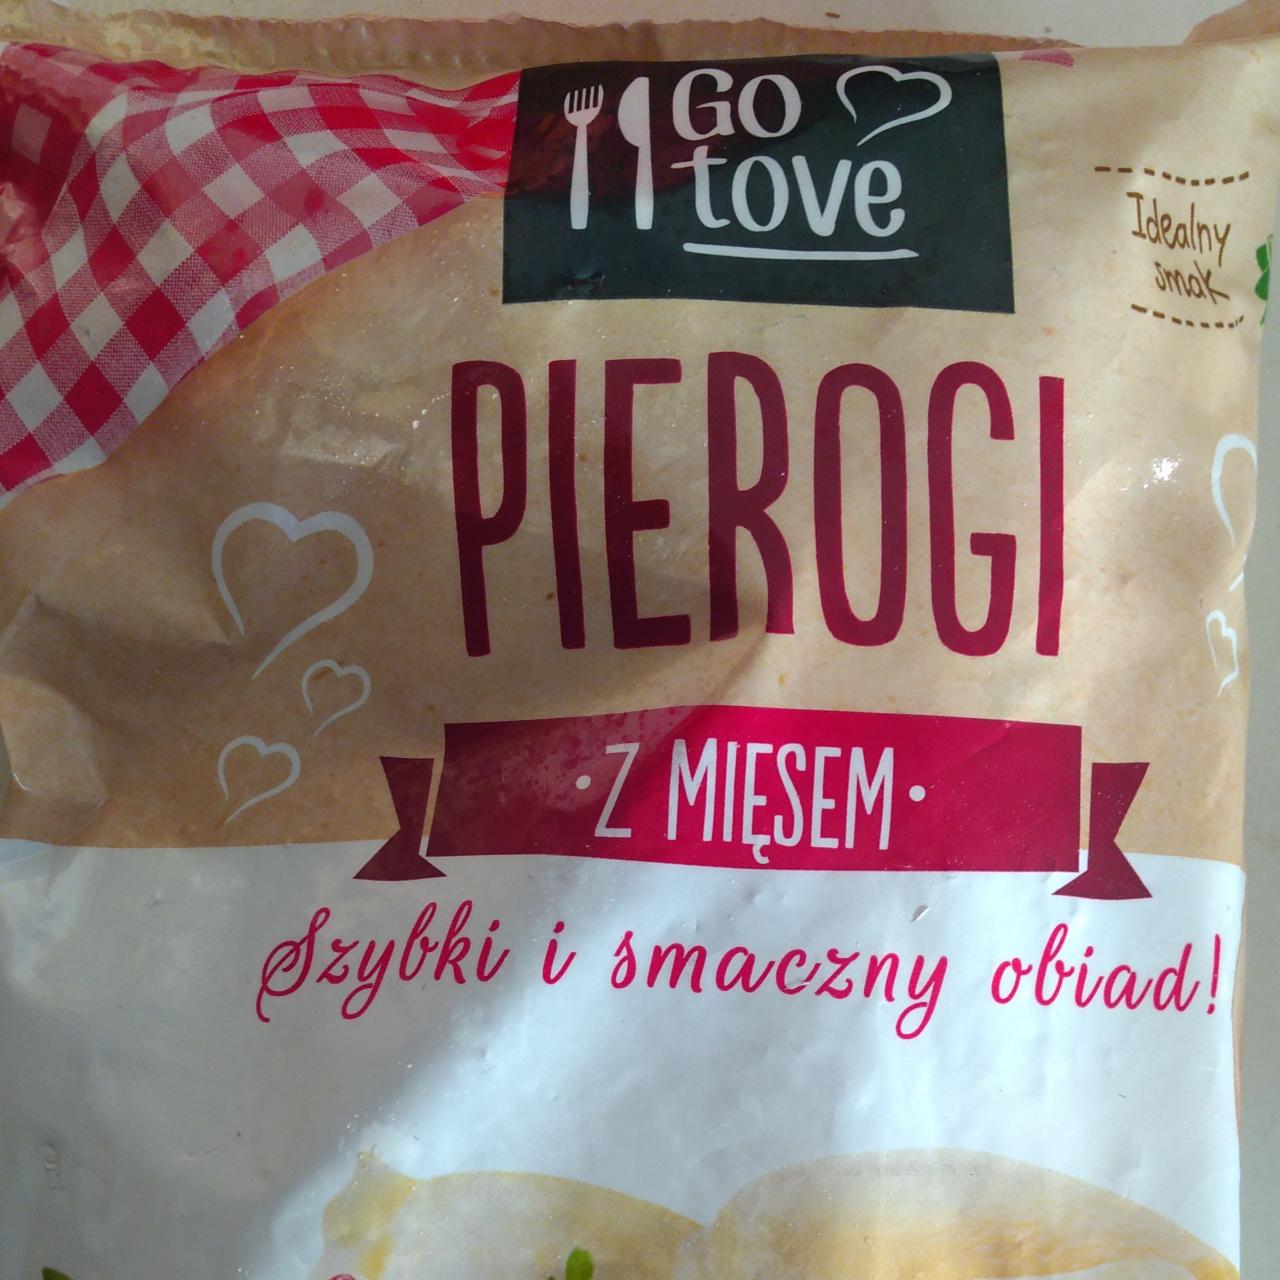 Go
tove
Idealny
smak
PIEROGI
• Z MIĘSEM •
Szybki i smaczny obiad!